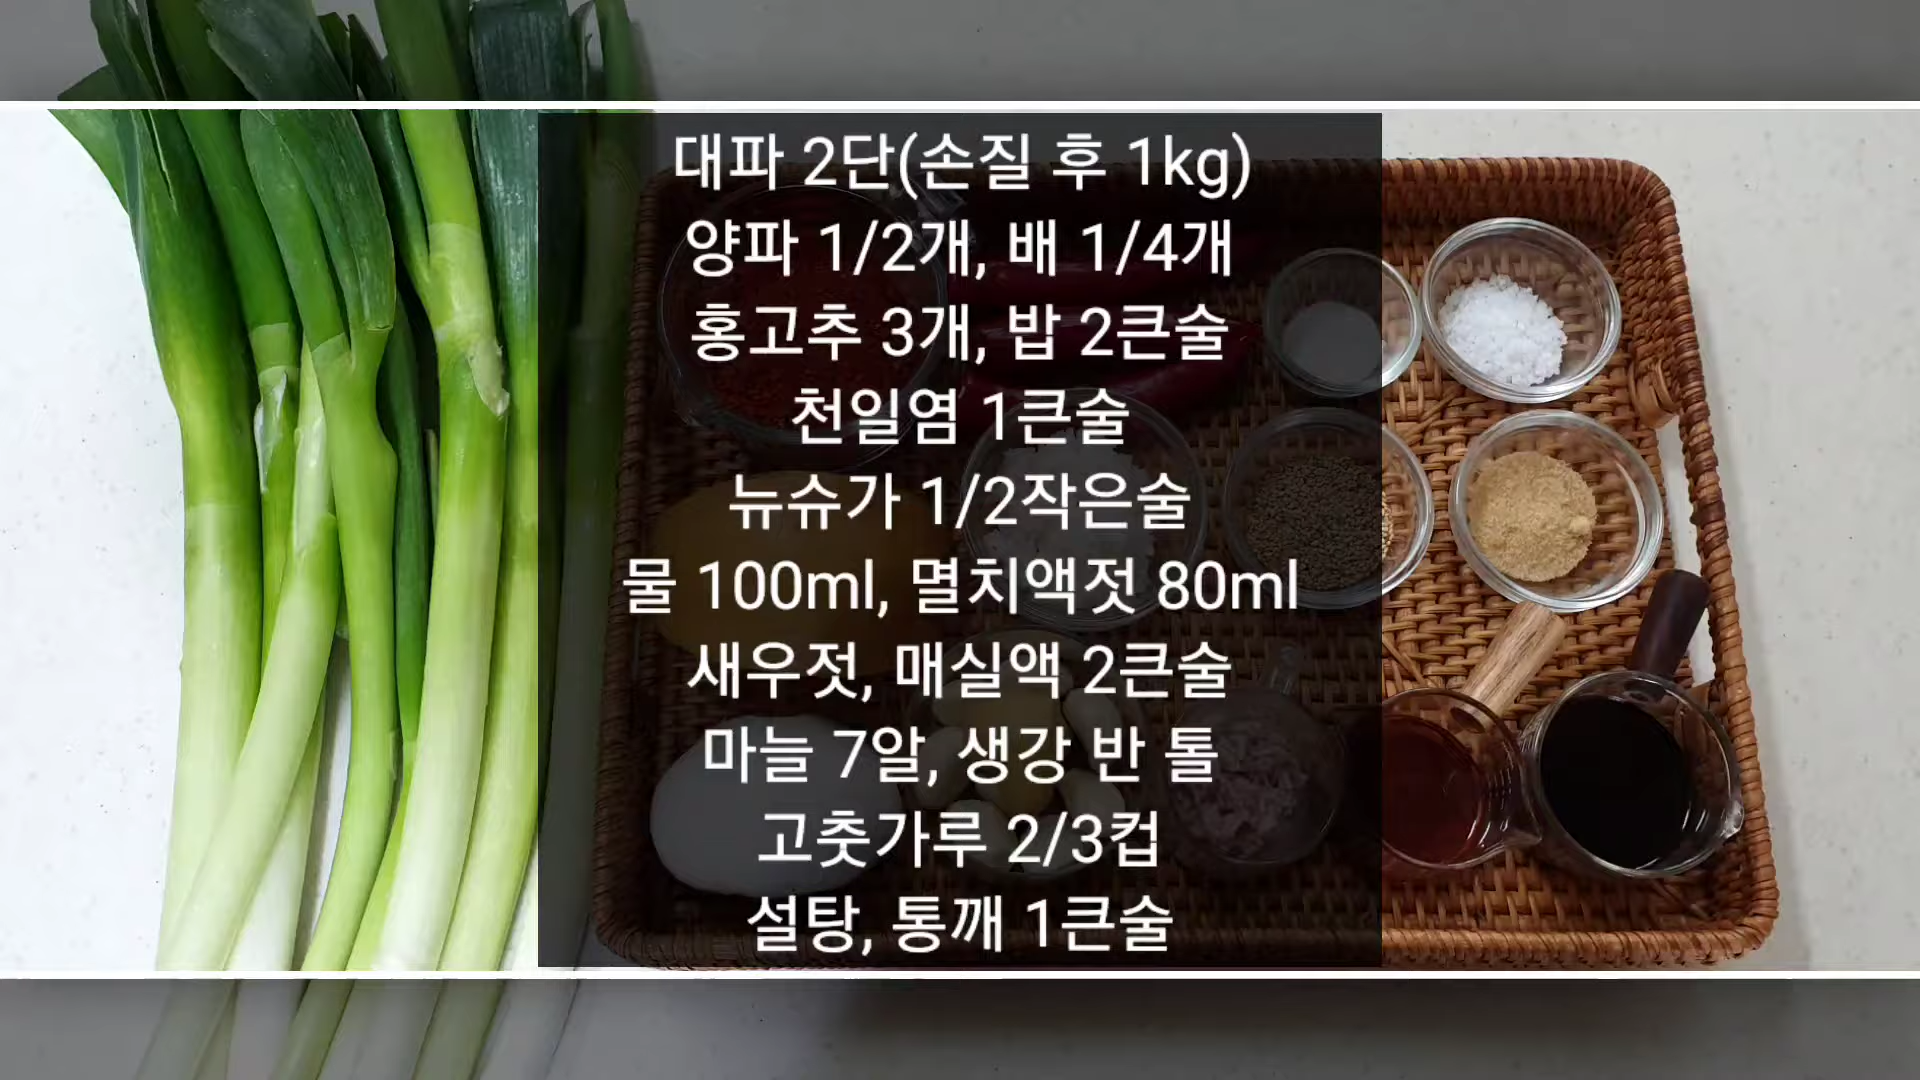 대파 2단(손질 후 1kg)
양파 1/2개, 배 1/4개
홍고추 3개, 밥 2큰술
천일염 1큰술
뉴슈가 1/2작은술
물 100ml, 멸치액젓 80ml
새우젓, 매실액 2큰술
마늘 7알, 생강 반 톨
고춧가루 2/3컵
설탕, 통깨 1큰술